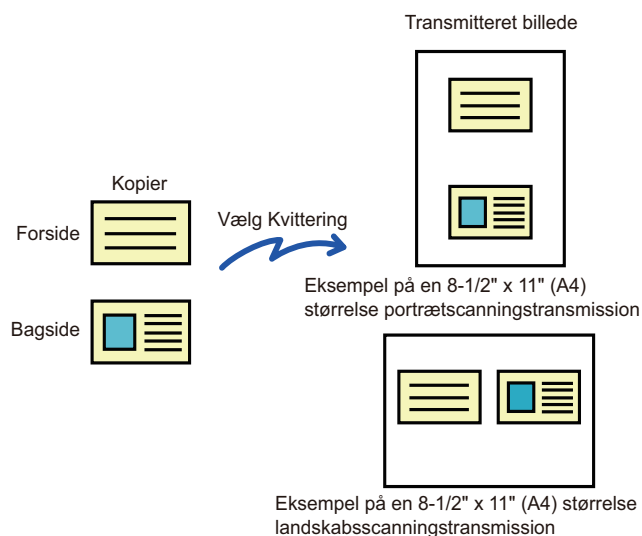 Transmitteret billede
Kopier
Forside
Vælg Kvittering
Bagside
Eksempel på en 8-1/2" x 11" (A4)
størrelse portrætscanningstransmission
Eksempel på en 8-1/2" x 11" (A4) størrelse
landskabsscanningstransmission